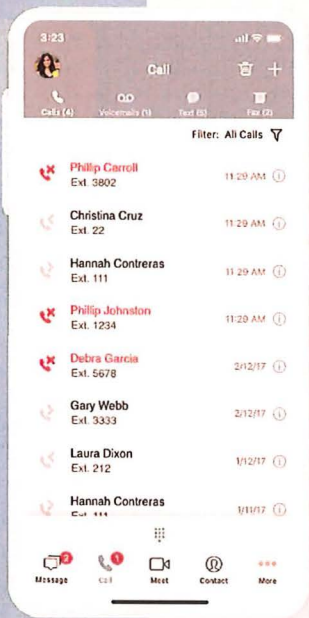 3:23
Call
Calls (4) Voicemails (1) Text (5) Fax (2)
Filter: All Calls
Phillip Carroll
Ext. 3802 11:29 AM
Christina Cruz
Ext. 22 11:29 AM
Hannah Contreras
Ext. 111 11:29 AM
Phillip Johnston
Ext. 1234 11:29 AM
Debra Garcia
Ext. 5678 2/12/17
Gary Webb
Ext. 3333 2/12/17
Laura Dixon
Ext. 212 1/12/17
Hannah Contreras
Ext. 111 1/11/17
Message Call 1 Meet Contact More